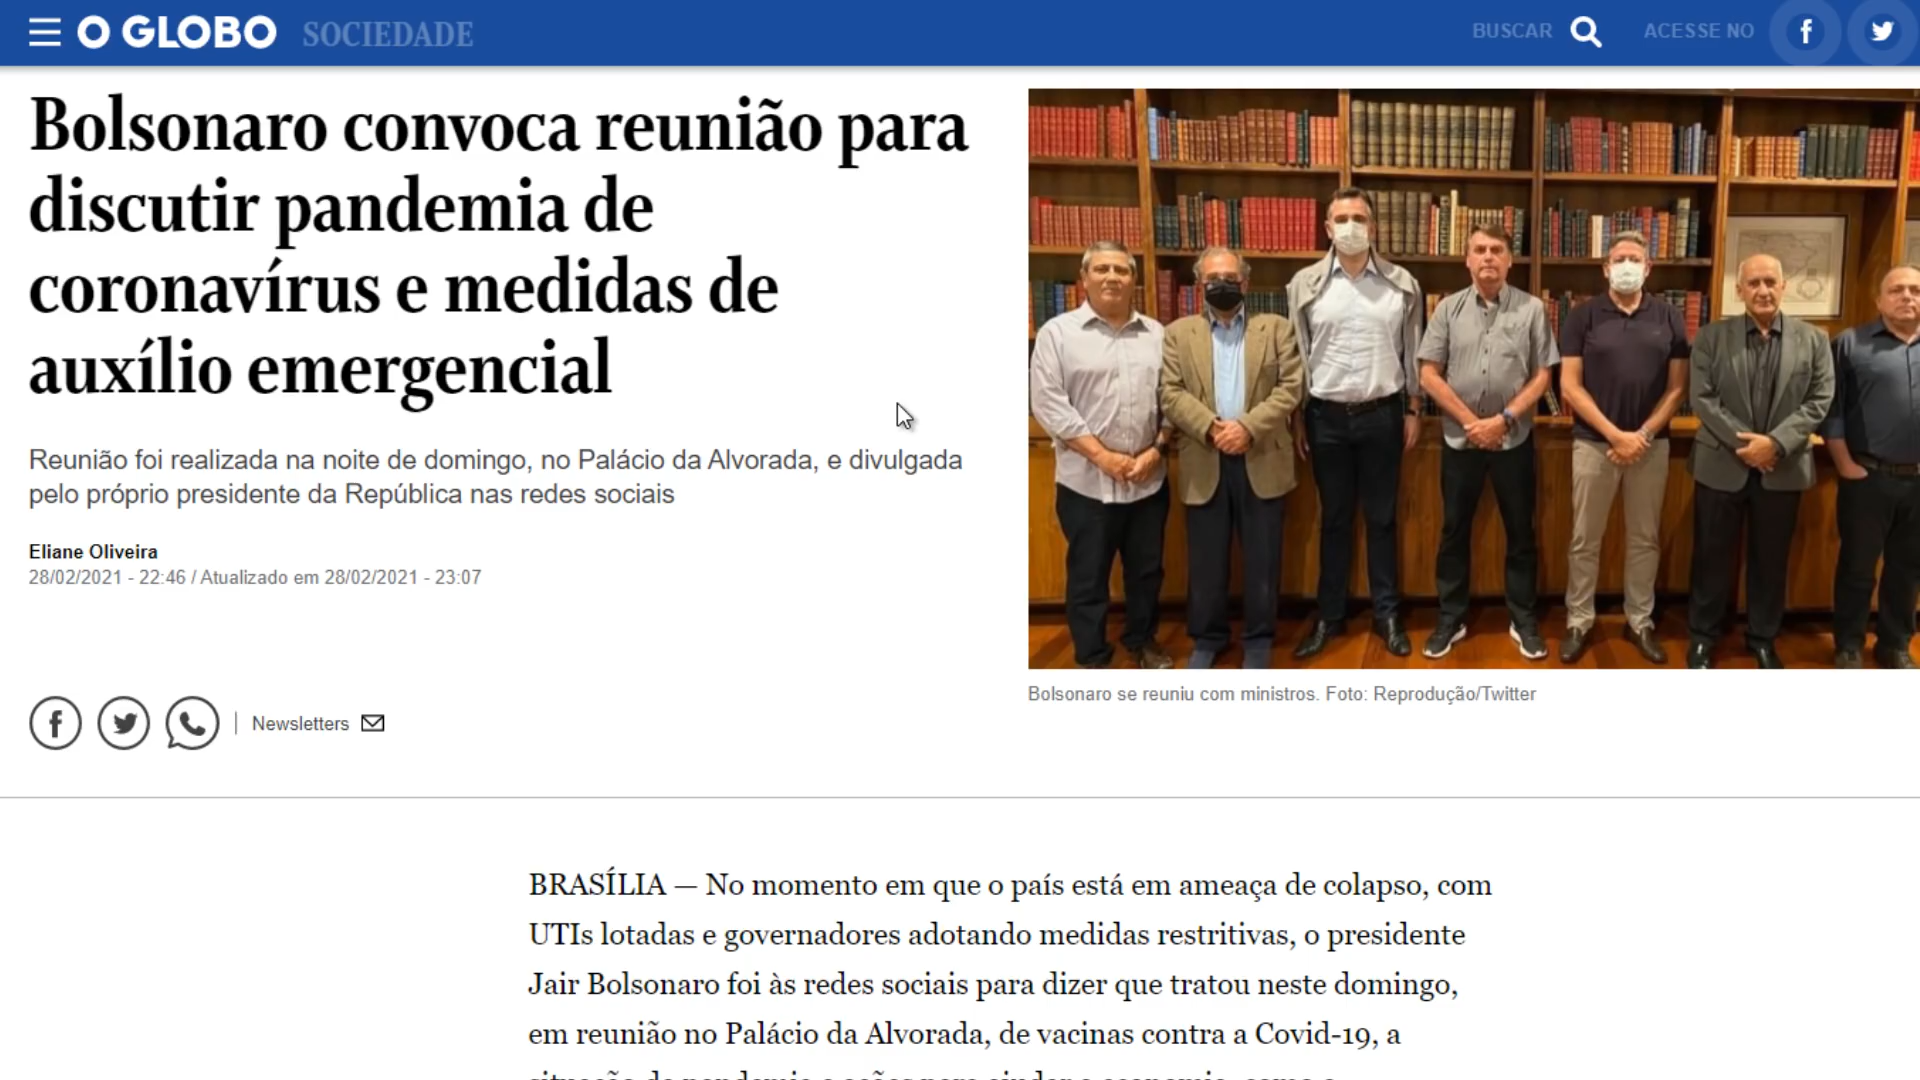 O GLOBO SOCIEDADE BUSCAR ACESSE NO
Bolsonaro convoca reunião para
discutir pandemia de
coronavírus e medidas de
auxílio emergencial
Reunião foi realizada na noite de domingo, no Palácio da Alvorada, e divulgada
pelo próprio presidente da República nas redes sociais
Eliane Oliveira
28/02/2021 - 22:46 / Atualizado em 28/02/2021 - 23:07
Newsletters
Bolsonaro se reuniu com ministros. Foto: Reprodução/Twitter
BRASÍLIA — No momento em que o país está em ameaça de colapso, com
UTIs lotadas e governadores adotando medidas restritivas, o presidente
Jair Bolsonaro foi às redes sociais para dizer que tratou neste domingo,
em reunião no Palácio da Alvorada, de vacinas contra a Covid-19, a